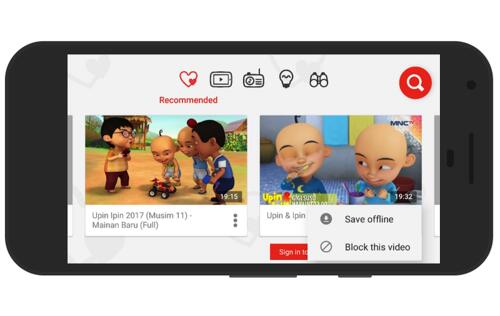 Recommended
MNCTV
19:15
Upin
19:32
Upin Ipin 2017 (Musim 11) -
Mainan Baru (Full)
Upin & Ipin
Save offline
Block this video
Sign in to